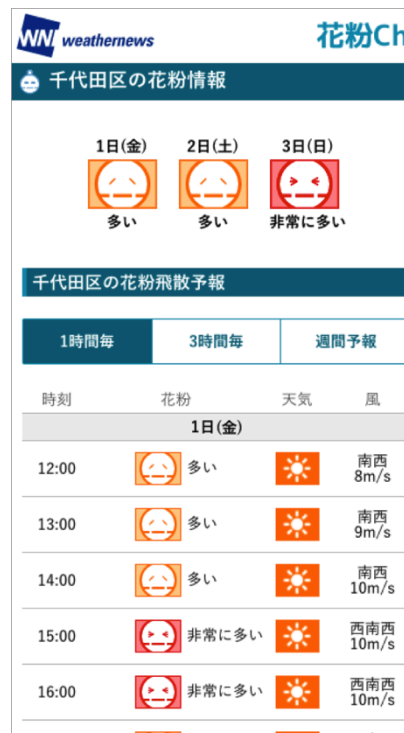 WNI weathernews
花粉Ch
千代田区の花粉情報
1日(金) 2日(土) 3日(日)
多い 多い 非常に多い
千代田区の花粉飛散予報
1時間毎 3時間毎 週間予報
時刻 花粉 天気 風
1日(金)
12:00 多い 南西 8m/s
13:00 多い 南西 9m/s
14:00 多い 南西 10m/s
15:00 非常に多い 西南西 10m/s
16:00 非常に多い 西南西 10m/s